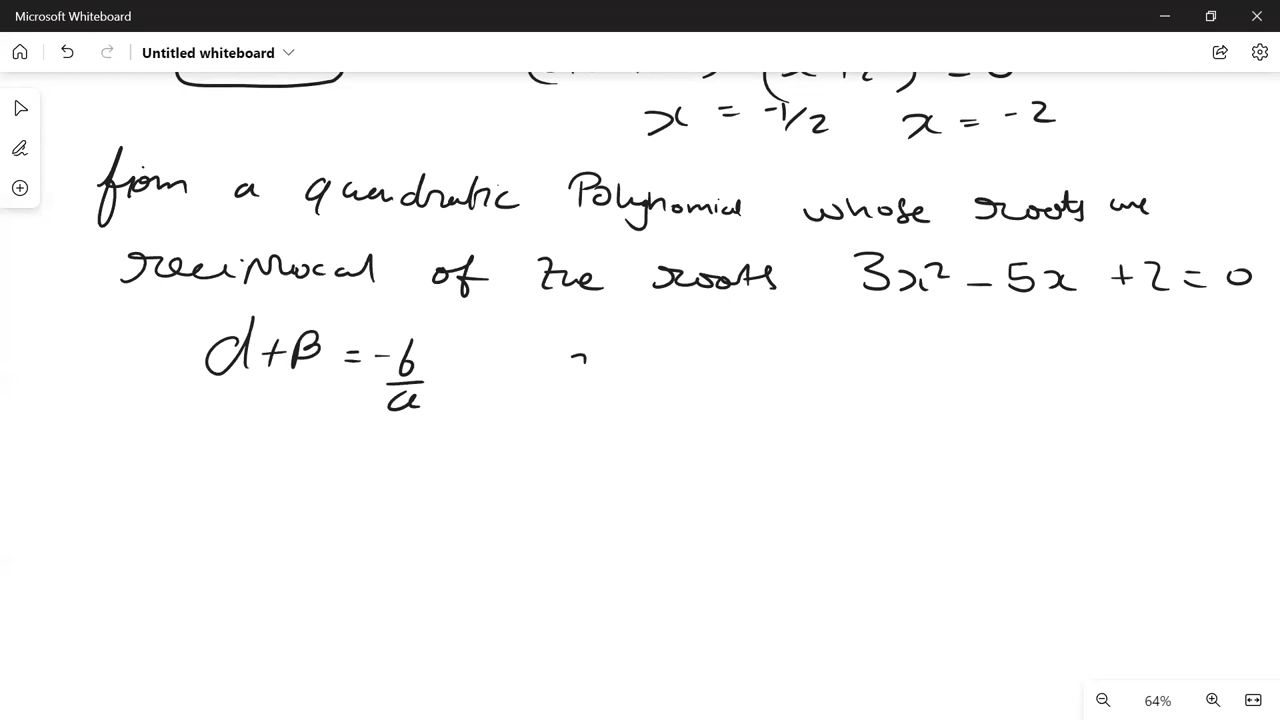 Microsoft Whiteboard
Untitled whiteboard
= 0
x = -1/2 x = -2
from a quadratic Polynomial whose roots are
reciprocal of the roots 3x² - 5x + 2 = 0
α + β = -b/a
64%